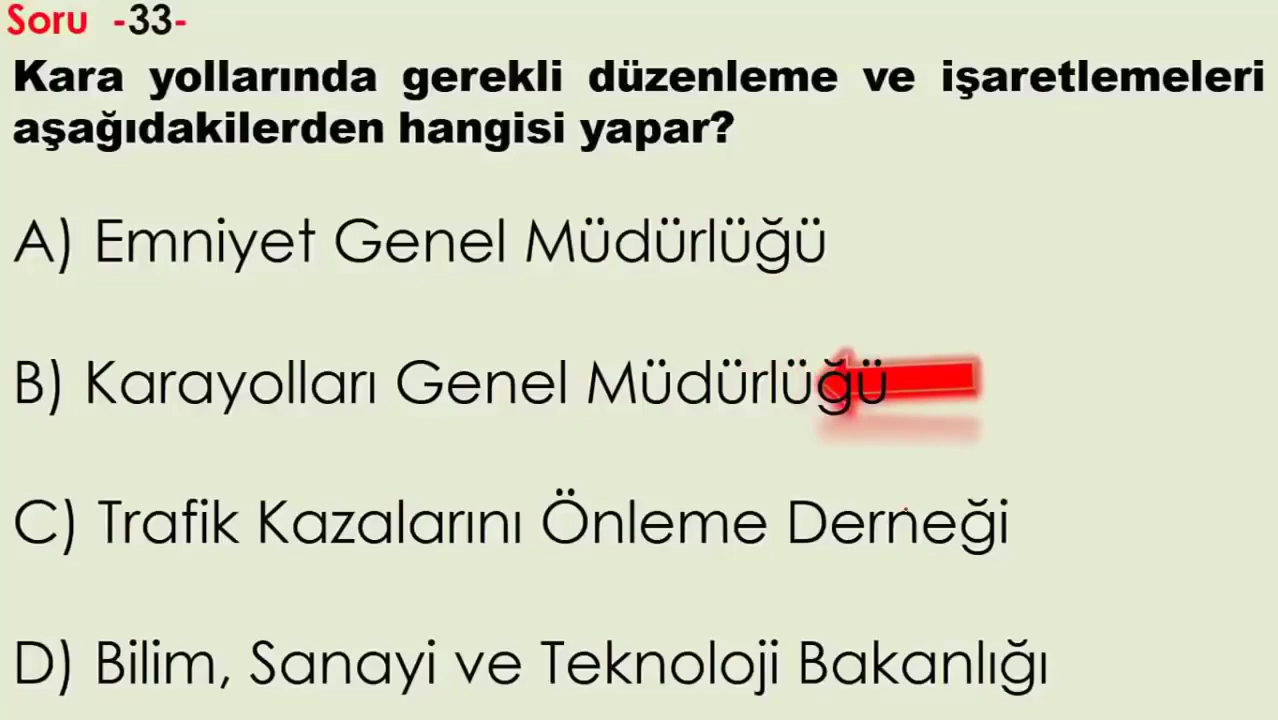 Soru -33-
Kara yollarında gerekli düzenleme ve işaretlemeleri
aşağıdakilerden hangisi yapar?
A) Emniyet Genel Müdürlüğü
B) Karayolları Genel Müdürlüğü
C) Trafik Kazalarını Önleme Derneği
D) Bilim, Sanayi ve Teknoloji Bakanlığı